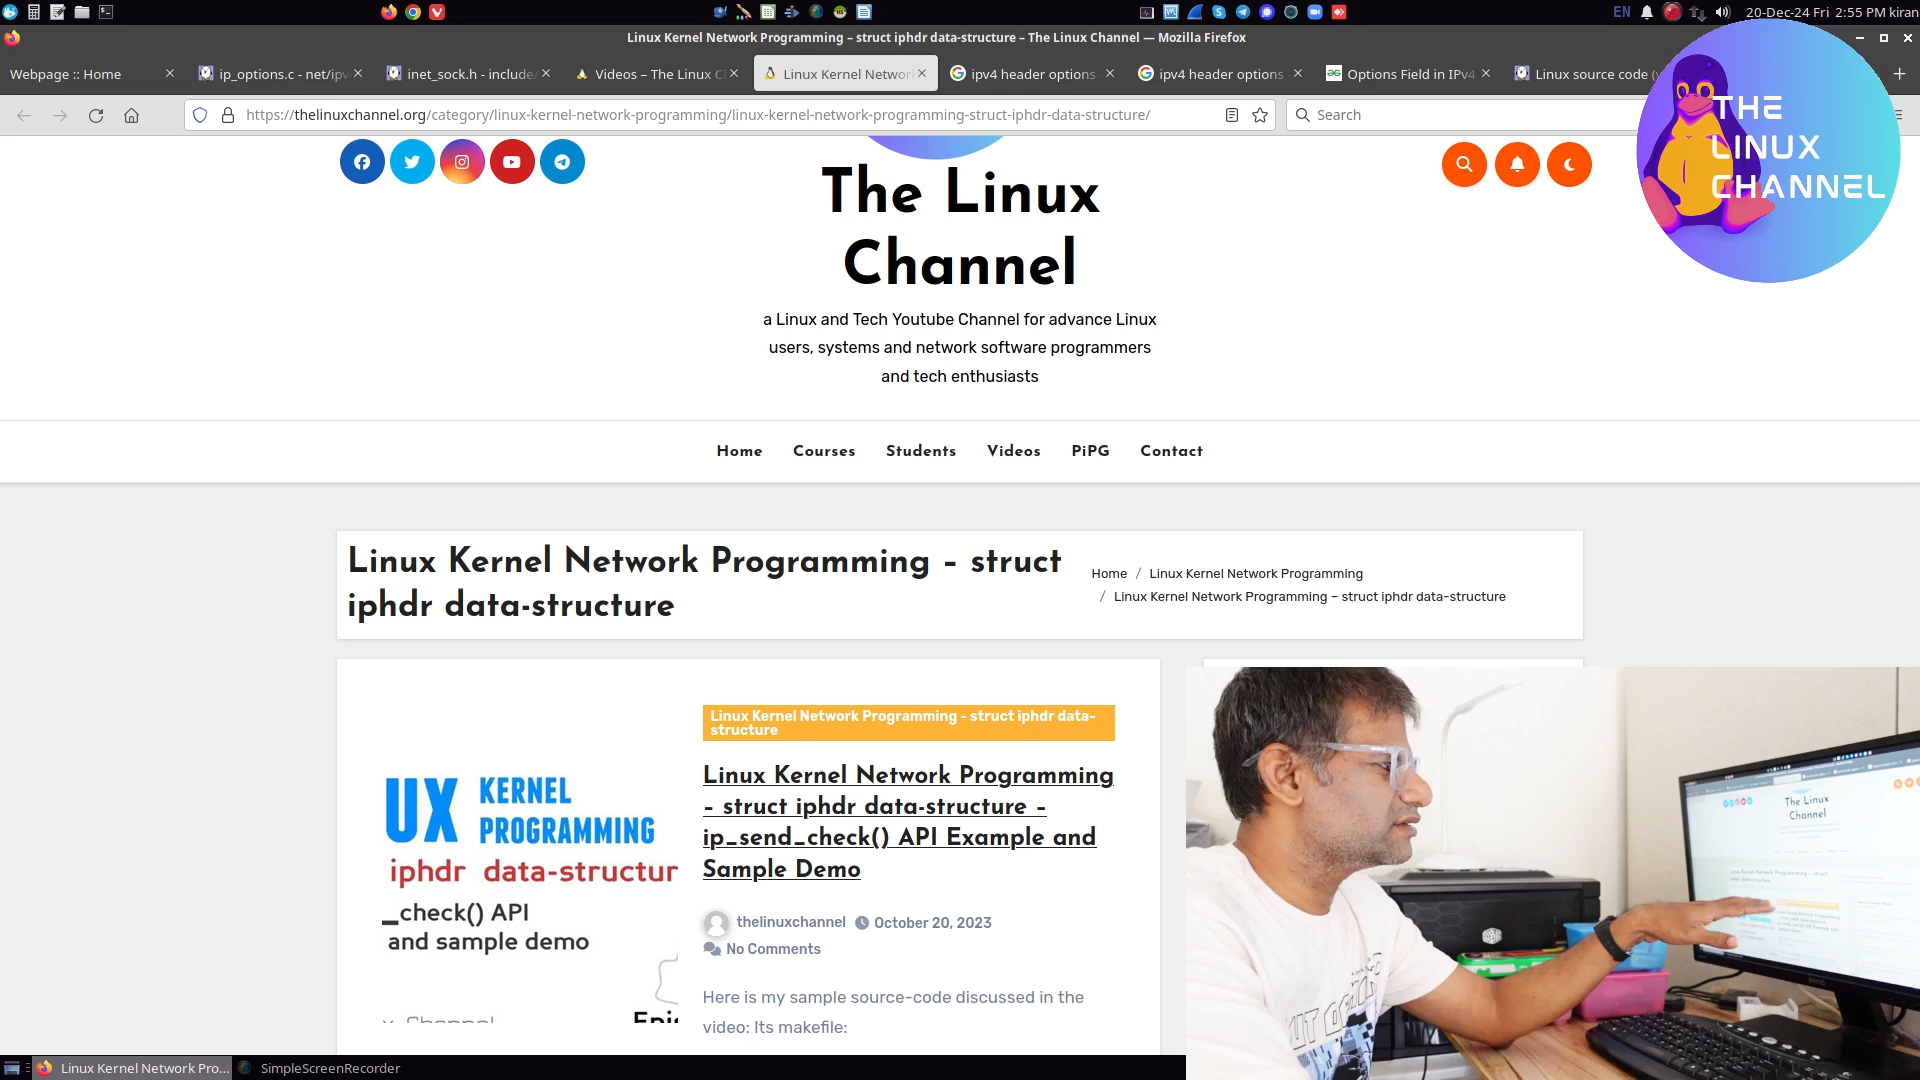 EN
20-Dec-24 Fri 2:55 PM kiran
Linux Kernel Network Programming – struct iphdr data-structure – The Linux Channel — Mozilla Firefox
Webpage :: Home
ip_options.c - net/ipv
inet_sock.h - include
Videos – The Linux C
Linux Kernel Networ
ipv4 header options
ipv4 header options
Options Field in IPv4
Linux source code (v
https://thelinuxchannel.org/category/linux-kernel-network-programming/linux-kernel-network-programming-struct-iphdr-data-structure/
Search
THE
LINUX
CHANNEL
The Linux
Channel
a Linux and Tech Youtube Channel for advance Linux
users, systems and network software programmers
and tech enthusiasts
Home
Courses
Students
Videos
PiPG
Contact
Linux Kernel Network Programming – struct
iphdr data-structure
Home / Linux Kernel Network Programming
/ Linux Kernel Network Programming – struct iphdr data-structure
UX KERNEL
PROGRAMMING
iphdr data-structur
_check() API
and sample demo
Linux Kernel Network Programming - struct iphdr data-
structure
Linux Kernel Network Programming
– struct iphdr data-structure –
ip_send_check() API Example and
Sample Demo
thelinuxchannel
October 20, 2023
No Comments
Here is my sample source-code discussed in the
video: Its makefile:
The Linux
Channel
Linux Kernel Network Pro...
SimpleScreenRecorder